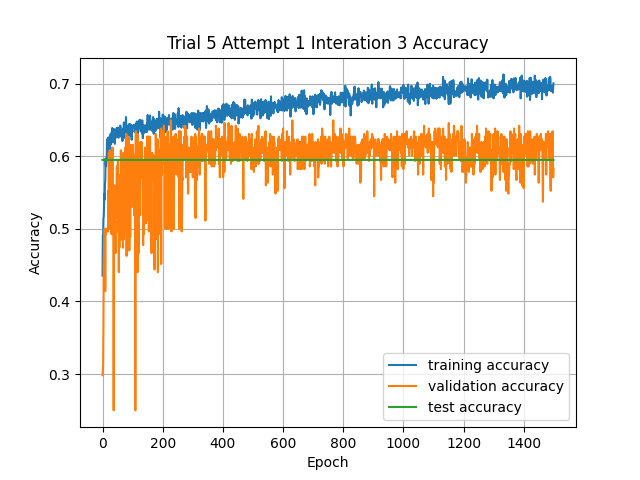 Trial 5 Attempt 1 Interation 3 Accuracy
0.7
0.6
0.5
0.4
0.3
Accuracy
training accuracy
validation accuracy
test accuracy
0 200 400 600 800 1000 1200 1400
Epoch